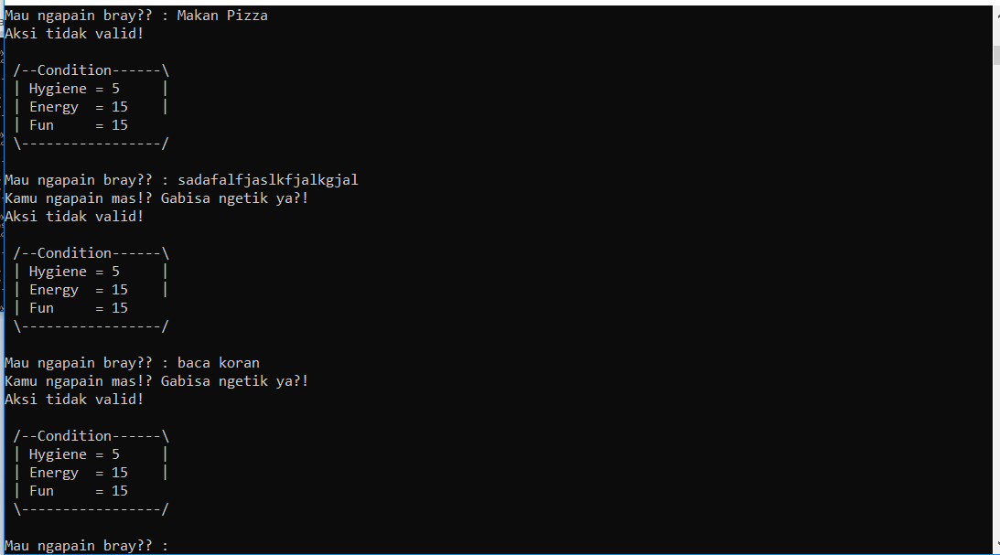 Mau ngapain bray?? : Makan Pizza
Aksi tidak valid!
/--Condition------\
| Hygiene = 5     |
| Energy  = 15    |
| Fun     = 15
\-----------------/
Mau ngapain bray?? : sadafalfjaslkfjalkgjal
Kamu ngapain mas!? Gabisa ngetik ya?!
Aksi tidak valid!
/--Condition------\
| Hygiene = 5     |
| Energy  = 15    |
| Fun     = 15
\-----------------/
Mau ngapain bray?? : baca koran
Kamu ngapain mas!? Gabisa ngetik ya?!
Aksi tidak valid!
/--Condition------\
| Hygiene = 5     |
| Energy  = 15    |
| Fun     = 15
\-----------------/
Mau ngapain bray?? :